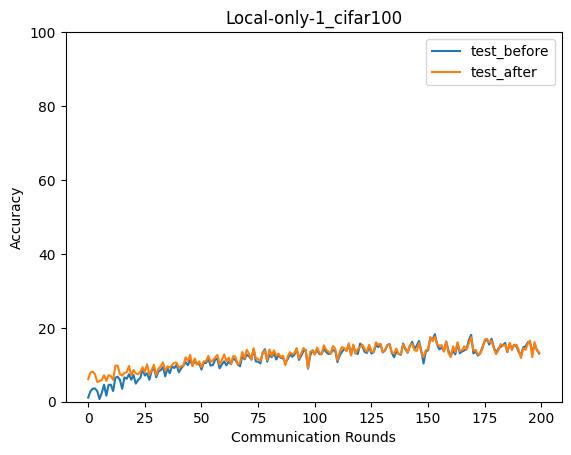 Local-only-1_cifar100
test_before
test_after
100
80
60
40
20
0
Accuracy
0 25 50 75 100 125 150 175 200
Communication Rounds